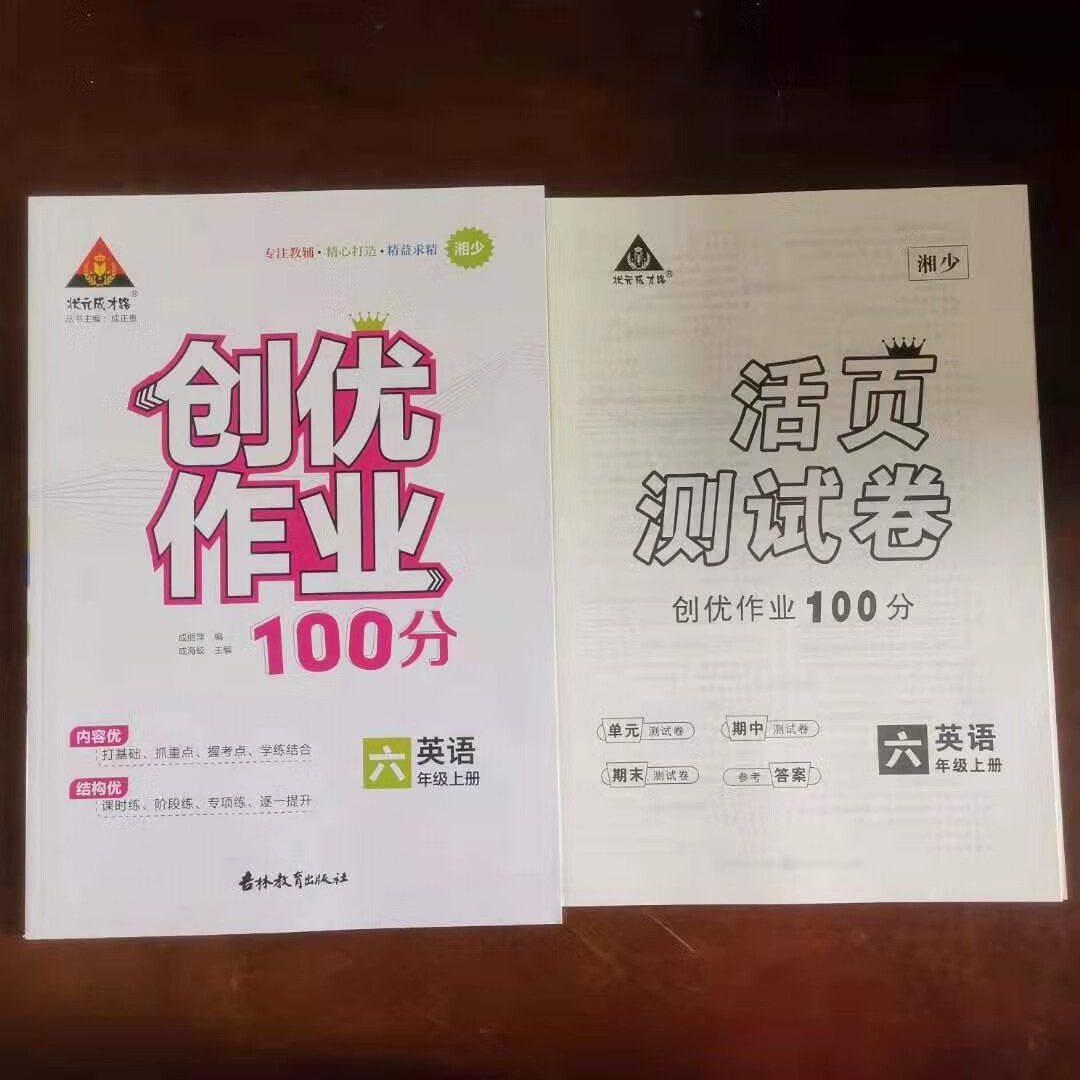 专注教辅·精心打造·精益求精
湘少
状元成才路®
丛书主编：成正贵
创优
作业
100分
成丽萍 编
成海蛟 主编
内容优
打基础、抓重点、握考点、学练结合
结构优
课时练、阶段练、专项练、逐一提升
六
英语
年级上册
吉林教育出版社
状元成才路®
湘少
活页
测试卷
创优作业100分
单元 测试卷
期中 测试卷
期末 测试卷
参考 答案
六
英语
年级上册